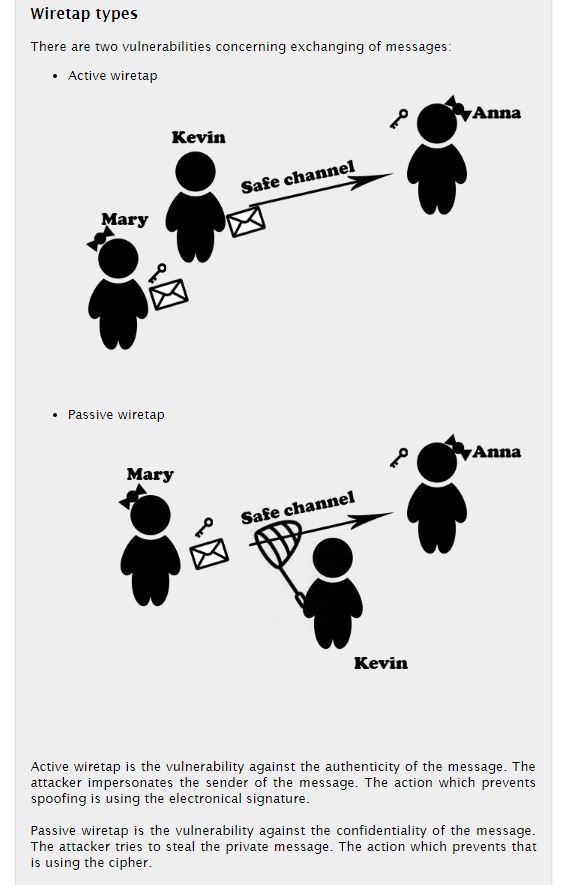 Wiretap types
There are two vulnerabilities concerning exchanging of messages:
• Active wiretap
Anna
Kevin
Safe channel
Mary
• Passive wiretap
Anna
Mary
Safe channel
Kevin
Active wiretap is the vulnerability against the authenticity of the message. The
attacker impersonates the sender of the message. The action which prevents
spoofing is using the electronical signature.
Passive wiretap is the vulnerability against the confidentiality of the message.
The attacker tries to steal the private message. The action which prevents that
is using the cipher.